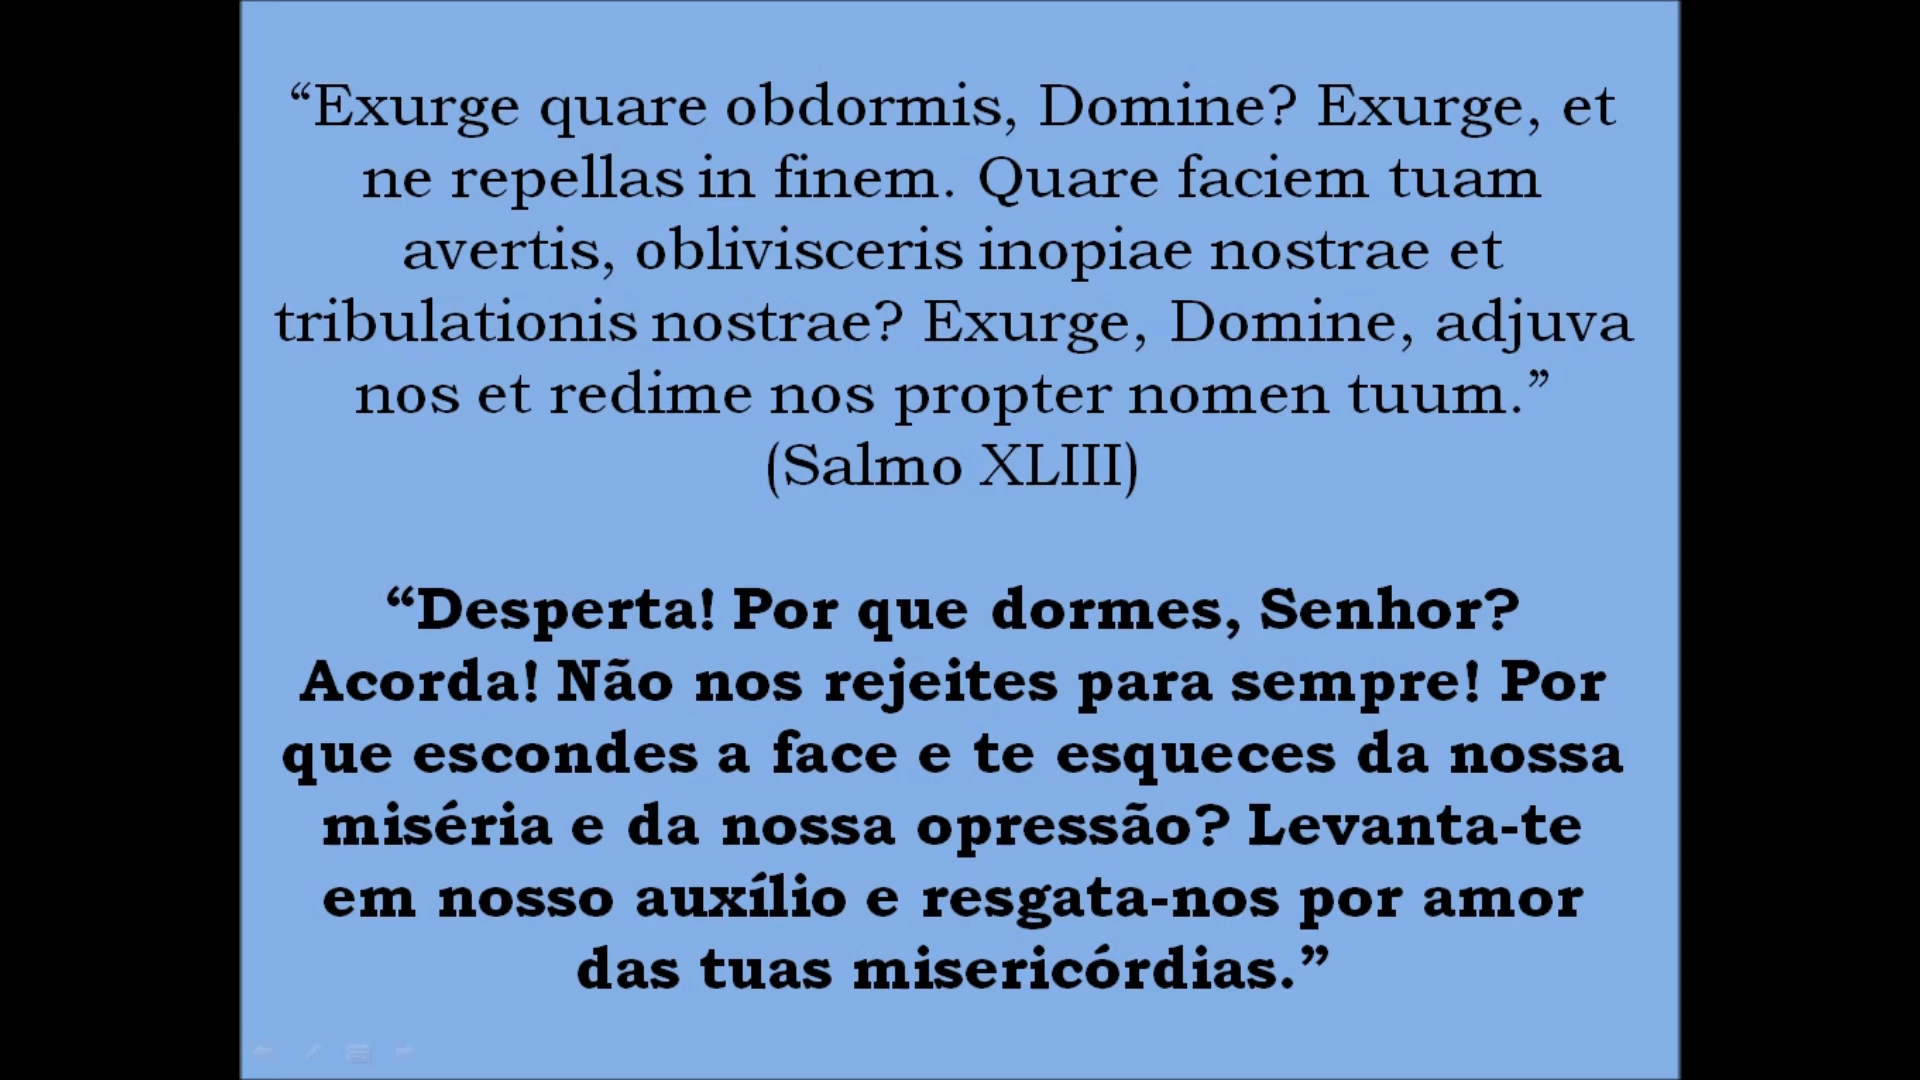 “Exurge quare obdormis, Domine? Exurge, et
ne repellas in finem. Quare faciem tuam
avertis, oblivisceris inopiae nostrae et
tribulationis nostrae? Exurge, Domine, adjuva
nos et redime nos propter nomen tuum.”
(Salmo XLIII)
“Desperta! Por que dormes, Senhor?
Acorda! Não nos rejeites para sempre! Por
que escondes a face e te esqueces da nossa
miséria e da nossa opressão? Levanta-te
em nosso auxílio e resgata-nos por amor
das tuas misericórdias.”